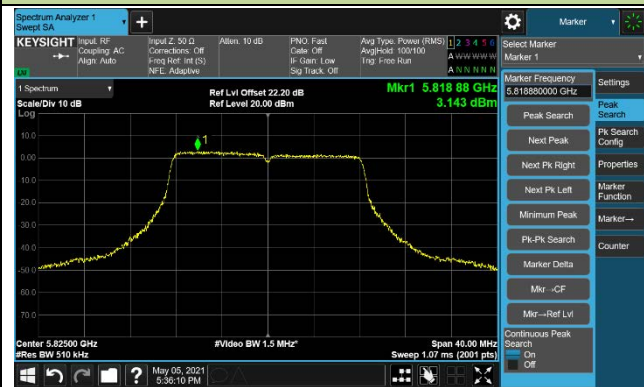 Spectrum Analyzer 1
Swept SA
+
Marker
KEYSIGHT
Input: RF
Coupling: AC
Align: Auto
Input Z: 50 Ω
Corrections: Off
Freq Ref: Int (S)
NFE: Adaptive
Atten: 10 dB
PNO: Fast
Gate: Off
IF Gain: Low
Sig Track: Off
Avg Type: Power (RMS)
Avg|Hold: 100/100
Trig: Free Run
1 2 3 4 5 6
A W W W W W
A N N N N N
LXI
Select Marker
Marker 1
1 Spectrum
Scale/Div 10 dB
Log
Ref Lvl Offset 22.20 dB
Ref Level 20.00 dBm
Mkr1 5.818 88 GHz
3.143 dBm
1
10.0
0.00
10.0
20.0
30.0
40.0
-50.0
60.0
70.0
Center 5.82500 GHz
#Res BW 510 kHz
#Video BW 1.5 MHz*
Span 40.00 MHz
Sweep 1.07 ms (2001 pts)
Marker Frequency
5.818880000 GHz
Peak Search
Next Peak
Next Pk Right
Next Pk Left
Minimum Peak
Pk-Pk Search
Marker Delta
Mkr→CF
Mkr→Ref Lvl
Continuous Peak
Search
On
Off
Settings
Peak
Search
Pk Search
Config
Properties
Marker
Function
Marker→
Counter
?
May 05, 2021
5:36:10 PM